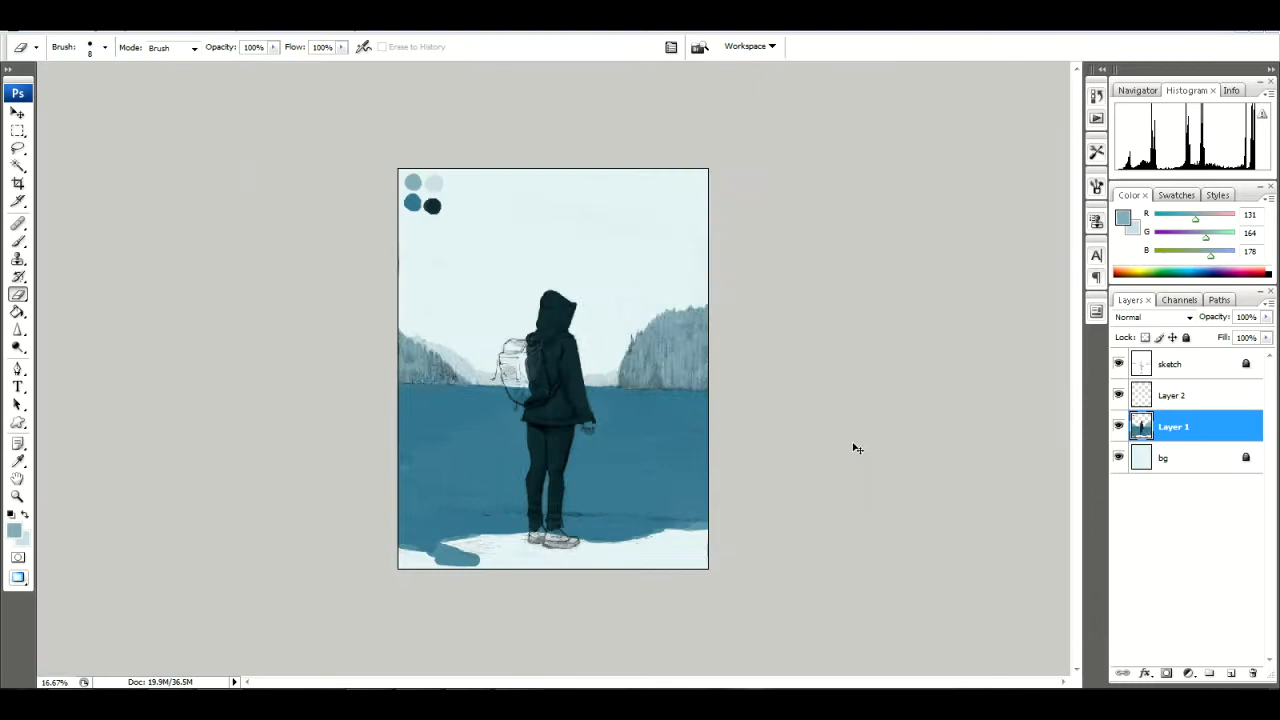 Brush: 8 Mode: Brush Opacity: 100% Flow: 100% Erase to History Workspace
Ps
Navigator Histogram Info
Color Swatches Styles
R 131
G 164
B 178
Layers Channels Paths
Normal Opacity: 100%
Lock: Fill: 100%
sketch
Layer 2
Layer 1
bg
16.67% Doc: 19.9M/36.5M